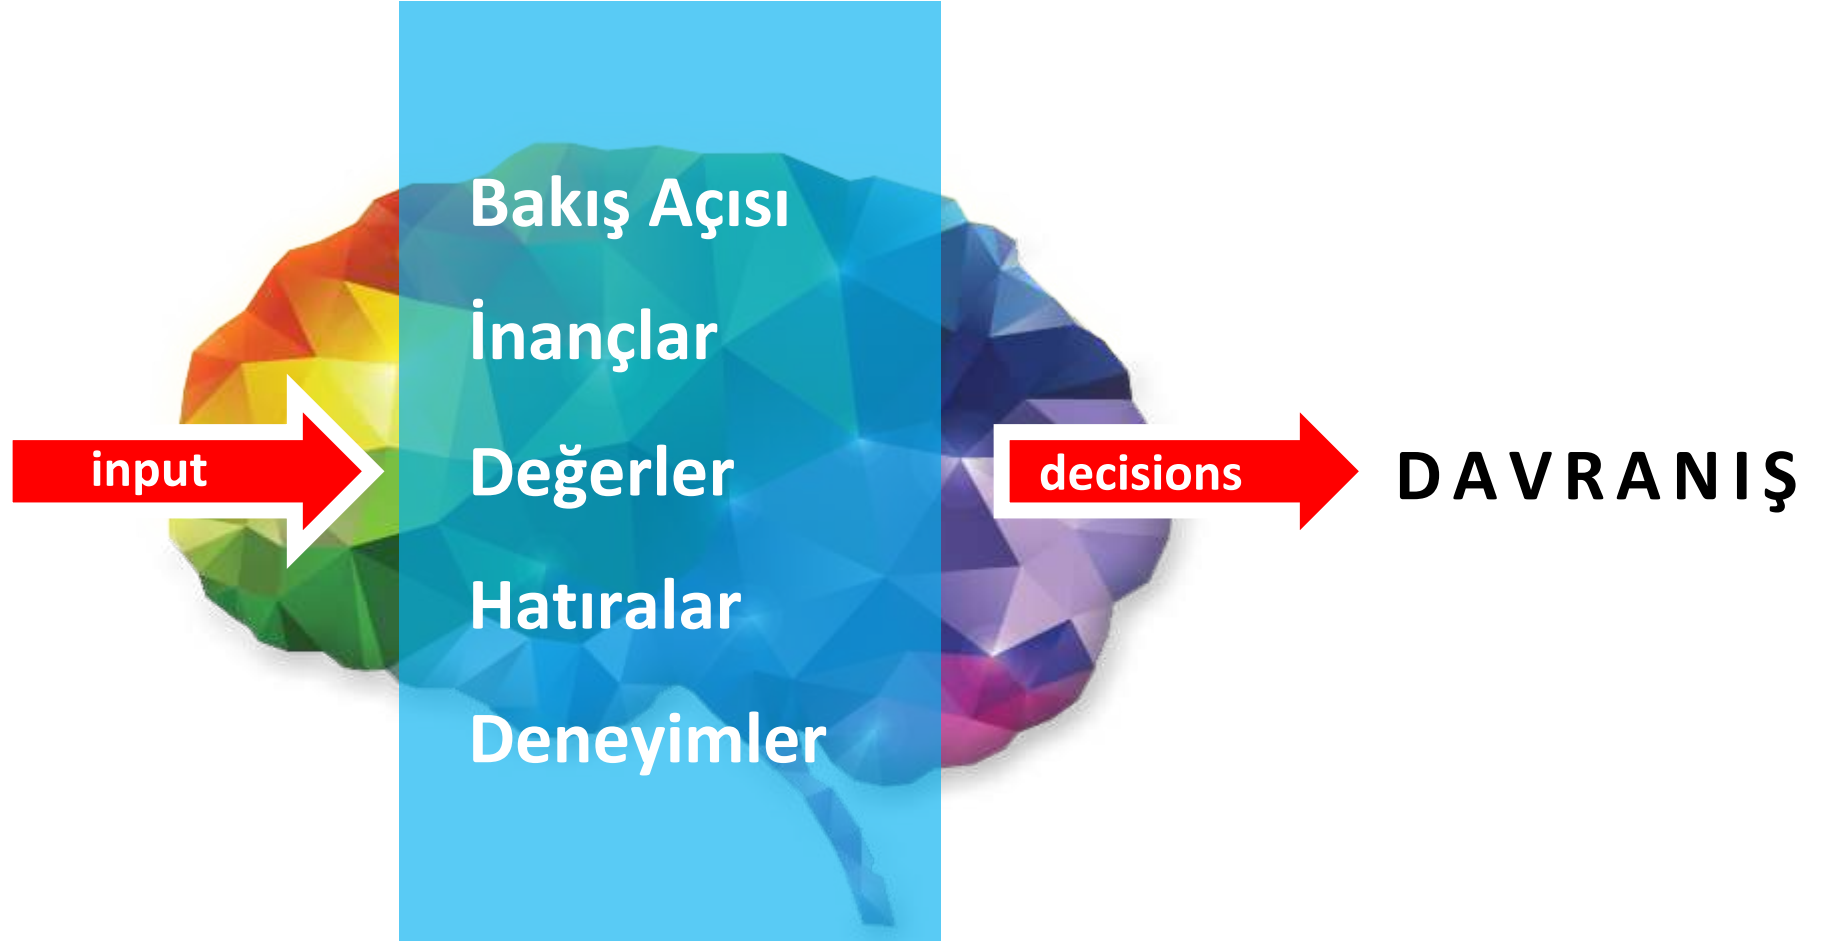 input
Bakış Açısı
İnançlar
Değerler
Hatıralar
Deneyimler
decisions
DAVRANIŞ